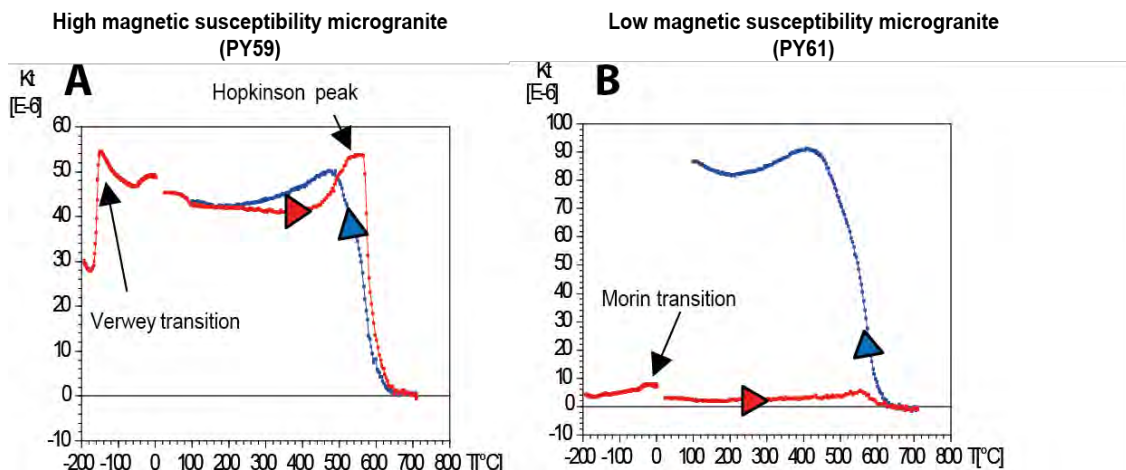 High magnetic susceptibility microgranite
(PY59)
Low magnetic susceptibility microgranite
(PY61)
Kt
[E-6]
A
Hopkinson peak
Verwey transition
60
50
40
30
20
10
0
-10
-200 -100 0 100 200 300 400 500 600 700 800 T[°C]
Kt
[E-6]
B
Morin transition
100
90
80
70
60
50
40
30
20
10
0
-10
-200 -100 0 100 200 300 400 500 600 700 800 T[°C]